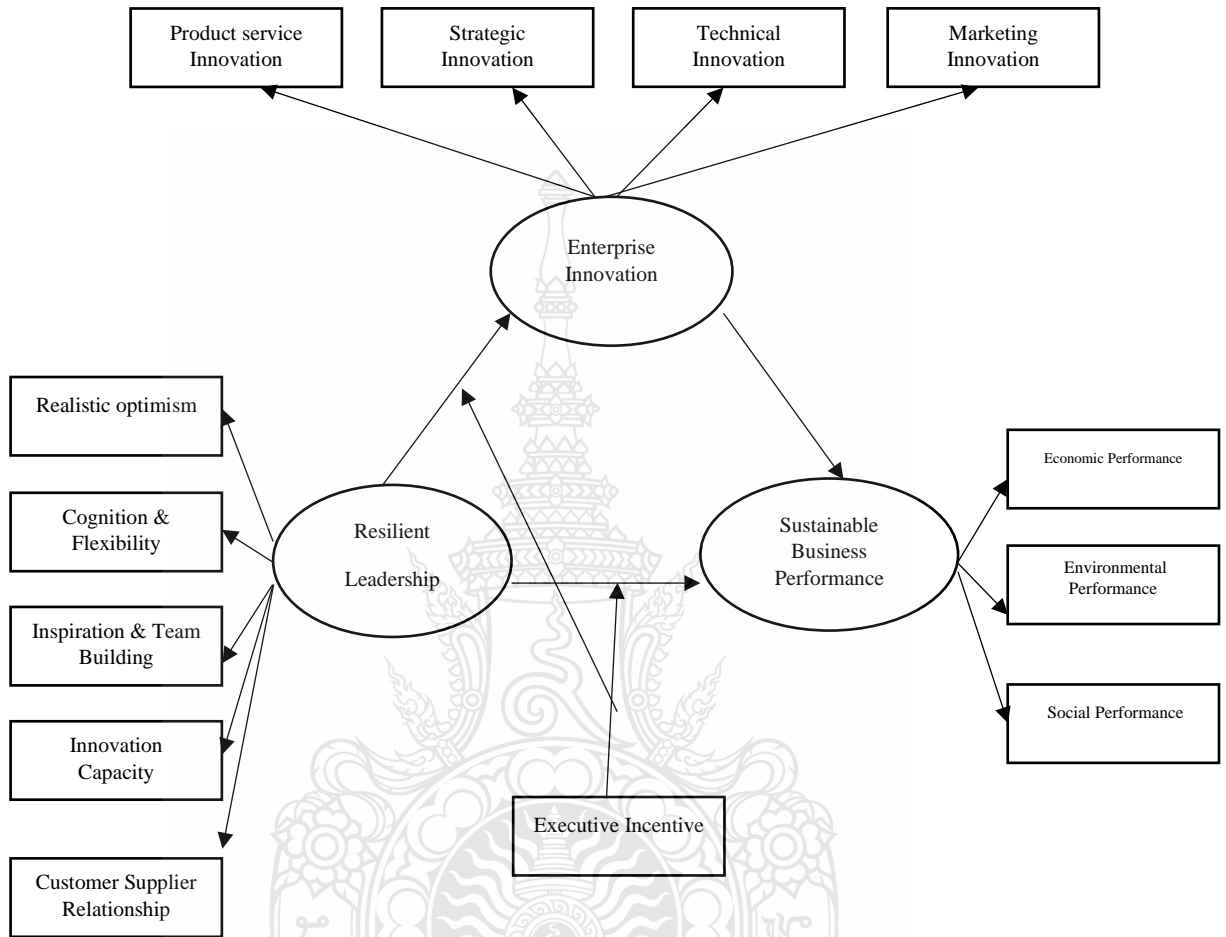 Product service
Innovation
Strategic
Innovation
Technical
Innovation
Marketing
Innovation
Enterprise
Innovation
Realistic optimism
Cognition &
Flexibility
Inspiration & Team
Building
Innovation
Capacity
Customer Supplier
Relationship
Resilient
Leadership
Sustainable
Business
Performance
Economic Performance
Environmental
Performance
Social Performance
Executive Incentive